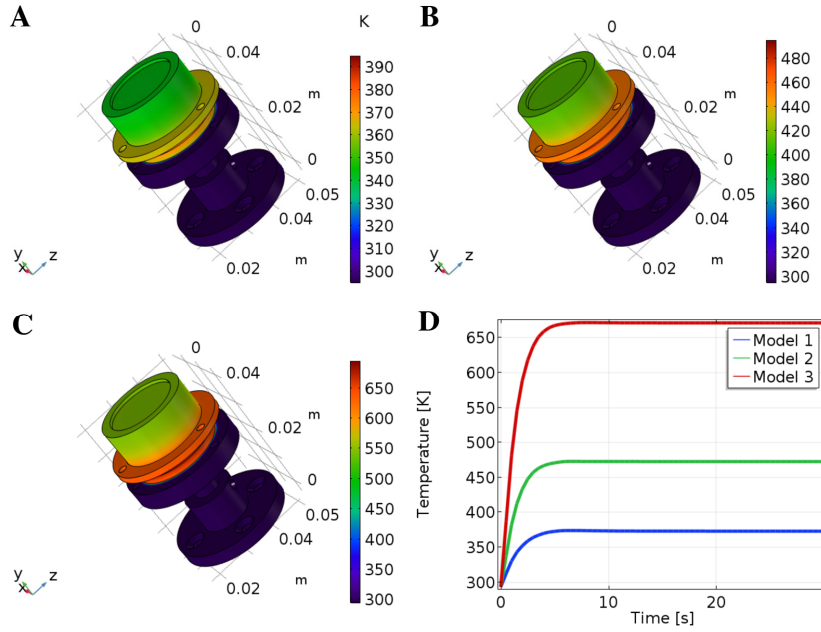 A
K
0
0.04
m
0.02
0
0.05
0.04
m
0.02
y
x
z
390
380
370
360
350
340
330
320
310
300
B
0
0.04
m
0.02
0
0.05
0.04
m
0.02
y
x
z
480
460
440
420
400
380
360
340
320
300
C
0
0.04
m
0.02
0
0.05
0.04
m
0.02
y
x
z
650
600
550
500
450
400
350
300
D
Temperature [K]
650
600
550
500
450
400
350
300
0
10
20
Time [s]
Model 1
Model 2
Model 3